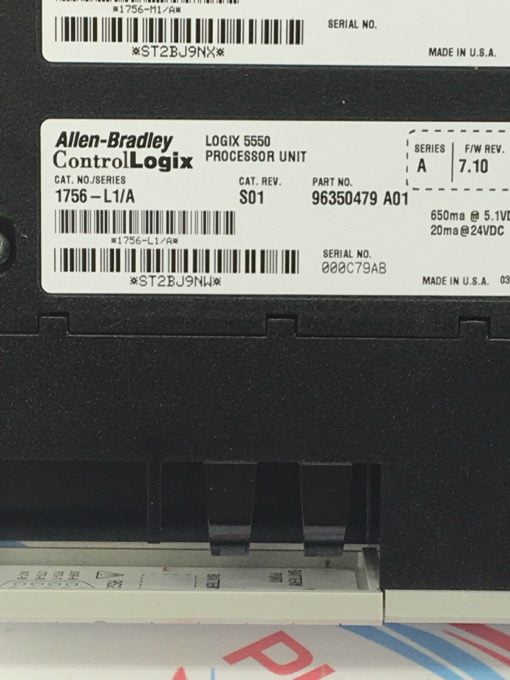 *1756-M1/A*
SERIAL NO.
*ST2BJ9NX*
MADE IN U.S.A.
Allen-Bradley
ControlLogix
LOGIX 5550
PROCESSOR UNIT
SERIES
A
F/W REV.
7.10
CAT. NO./SERIES
1756-L1/A
CAT. REV.
S01
PART NO.
96350479 A01
650ma @ 5.1VD
20ma@24VDC
*1756-L1/A*
SERIAL NO.
000C79AB
*ST2BJ9NW*
MADE IN U.S.A. 03